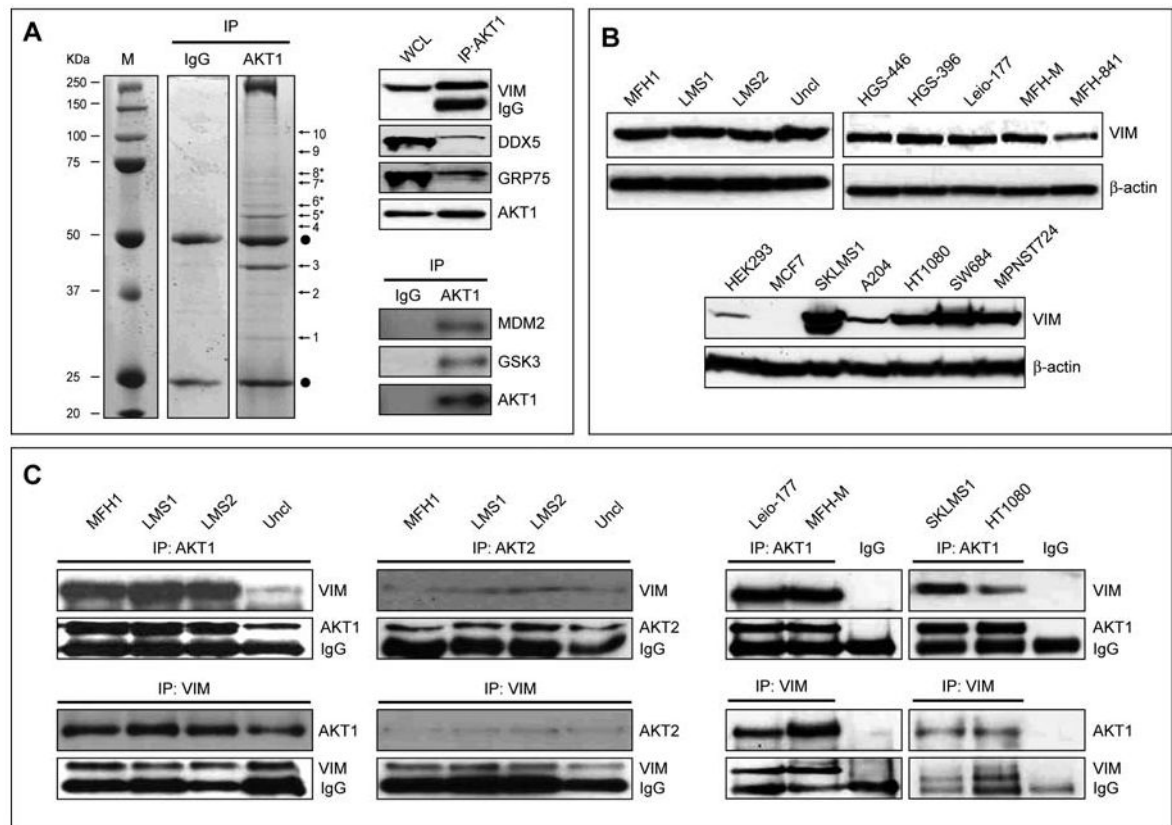 A
IP
KDa
M
IgG
AKT1
250
150
100
75
50
37
25
20
10
9
8*
7*
6*
5*
4
3
2
1
WCL
IP:AKT1
VIM
IgG
DDX5
GRP75
AKT1
IP
IgG AKT1
MDM2
GSK3
AKT1
B
MFH1 LMS1 LMS2 Uncl
HGS-446 HGS-396 Leio-177 MFH-M MFH-841
VIM
β-actin
HEK293 MCF7 SKLMS1 A204 HT1080 SW684 MPNST724
VIM
β-actin
C
MFH1 LMS1 LMS2 Uncl
IP: AKT1
VIM
AKT1
IgG
IP: VIM
AKT1
VIM
IgG
MFH1 LMS1 LMS2 Uncl
IP: AKT2
VIM
AKT2
IgG
IP: VIM
AKT2
VIM
IgG
Leio-177 MFH-M
SKLMS1 HT1080
IP: AKT1 IgG IP: AKT1 IgG
VIM
AKT1
IgG
IP: VIM IP: VIM
AKT1
VIM
IgG